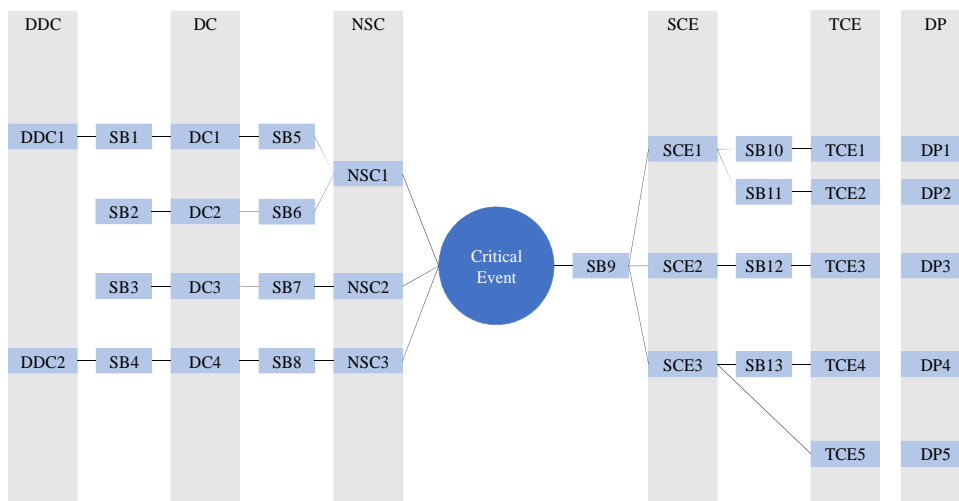 DDC DC NSC SCE TCE DP
DDC1 SB1 DC1 SB5
SCE1 SB10 TCE1 DP1
NSC1
SB11 TCE2 DP2
SB2 DC2 SB6
Critical
Event
SB9 SCE2 SB12 TCE3 DP3
SB3 DC3 SB7 NSC2
DDC2 SB4 DC4 SB8 NSC3
SCE3 SB13 TCE4 DP4
TCE5 DP5